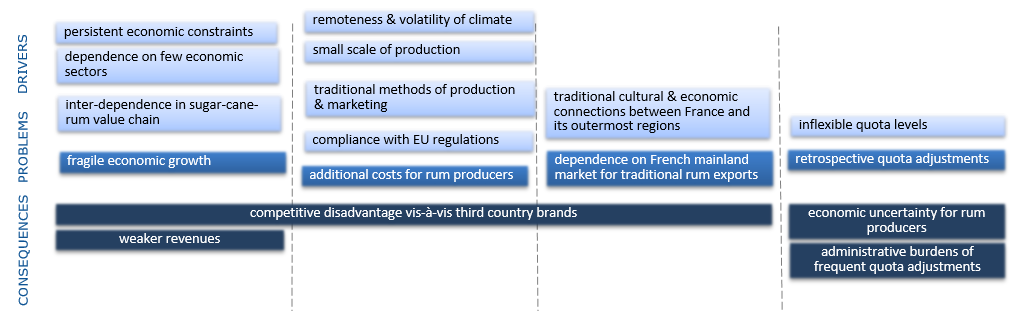 DRIVERS
persistent economic constraints
dependence on few economic
sectors
inter-dependence in sugar-cane-
rum value chain
remoteness & volatility of climate
small scale of production
traditional methods of production
& marketing
compliance with EU regulations
traditional cultural & economic
connections between France and
its outermost regions
inflexible quota levels
PROBLEMS
fragile economic growth
additional costs for rum producers
dependence on French mainland
market for traditional rum exports
retrospective quota adjustments
CONSEQUENCES
competitive disadvantage vis-à-vis third country brands
weaker revenues
economic uncertainty for rum
producers
administrative burdens of
frequent quota adjustments